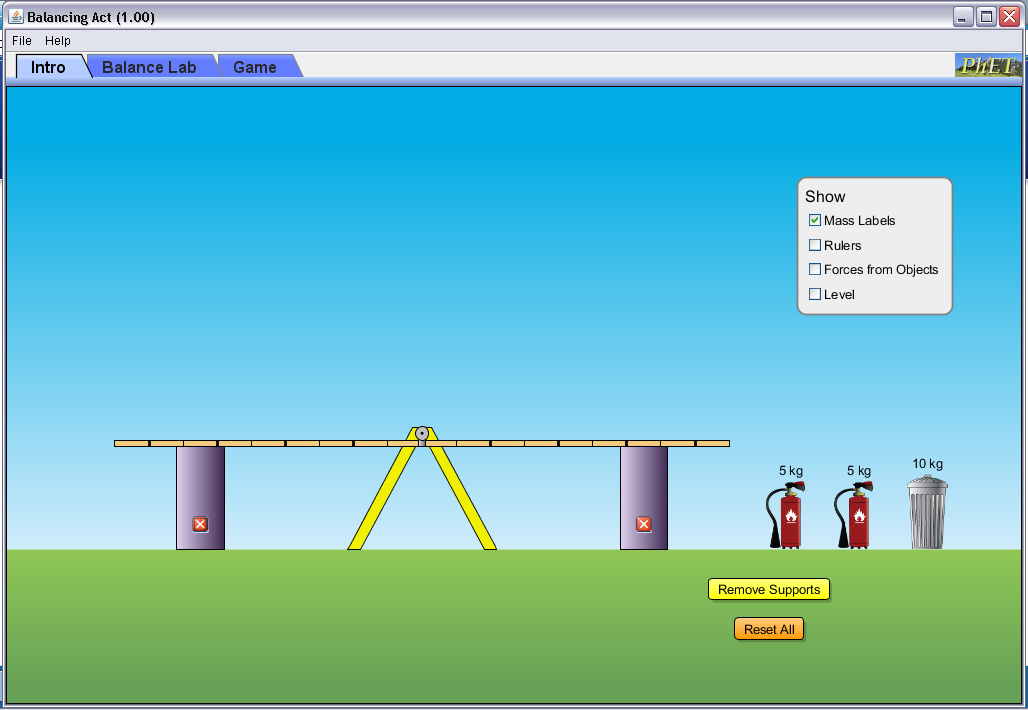 Balancing Act (1.00)
File Help
Intro Balance Lab Game
PhET
Show
Mass Labels
Rulers
Forces from Objects
Level
5 kg 5 kg 10 kg
Remove Supports
Reset All